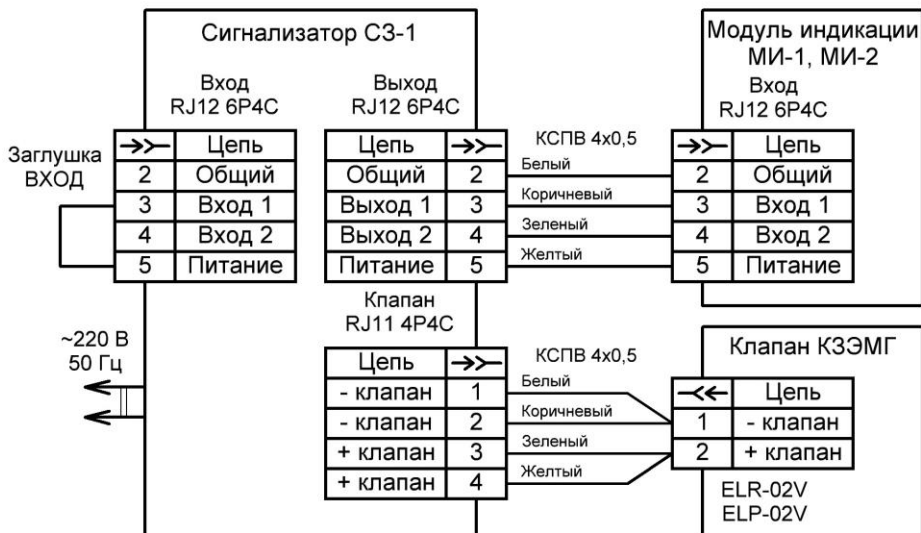 Сигнализатор СЗ-1
Модуль индикации
МИ-1, МИ-2
Вход
RJ12 6P4C
Выход
RJ12 6P4C
Вход
RJ12 6P4C
Заглушка
ВХОД
Цепь
2 Общий
3 Вход 1
4 Вход 2
5 Питание
Цепь
Общий 2
Выход 1 3
Выход 2 4
Питание 5
КСПВ 4х0,5
Белый
Коричневый
Зеленый
Желтый
Цепь
2 Общий
3 Вход 1
4 Вход 2
5 Питание
~220 В
50 Гц
Кпапан
RJ11 4P4C
Цепь
- клапан 1
- клапан 2
+ клапан 3
+ клапан 4
КСПВ 4х0,5
Белый
Коричневый
Зеленый
Желтый
Клапан КЗЭМГ
Цепь
1 - клапан
2 + клапан
ELR-02V
ELP-02V